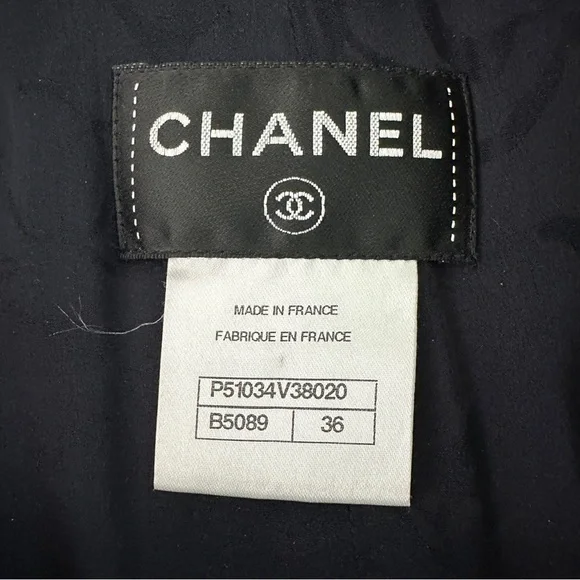 CHANEL
MADE IN FRANCE
FABRIQUE EN FRANCE
P51034V38020
B5089 36